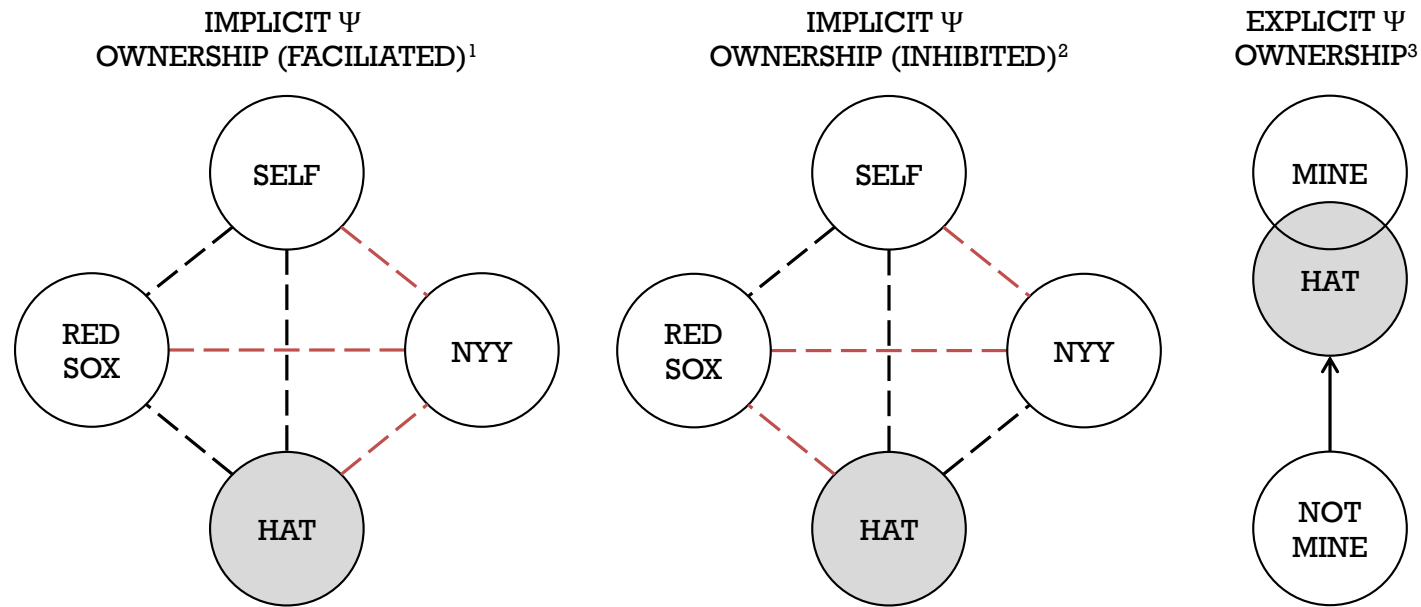 IMPLICIT Ψ
OWNERSHIP (FACILIATED)¹
SELF
RED
SOX
NYY
HAT
IMPLICIT Ψ
OWNERSHIP (INHIBITED)²
SELF
RED
SOX
NYY
HAT
EXPLICIT Ψ
OWNERSHIP³
MINE
HAT
NOT
MINE